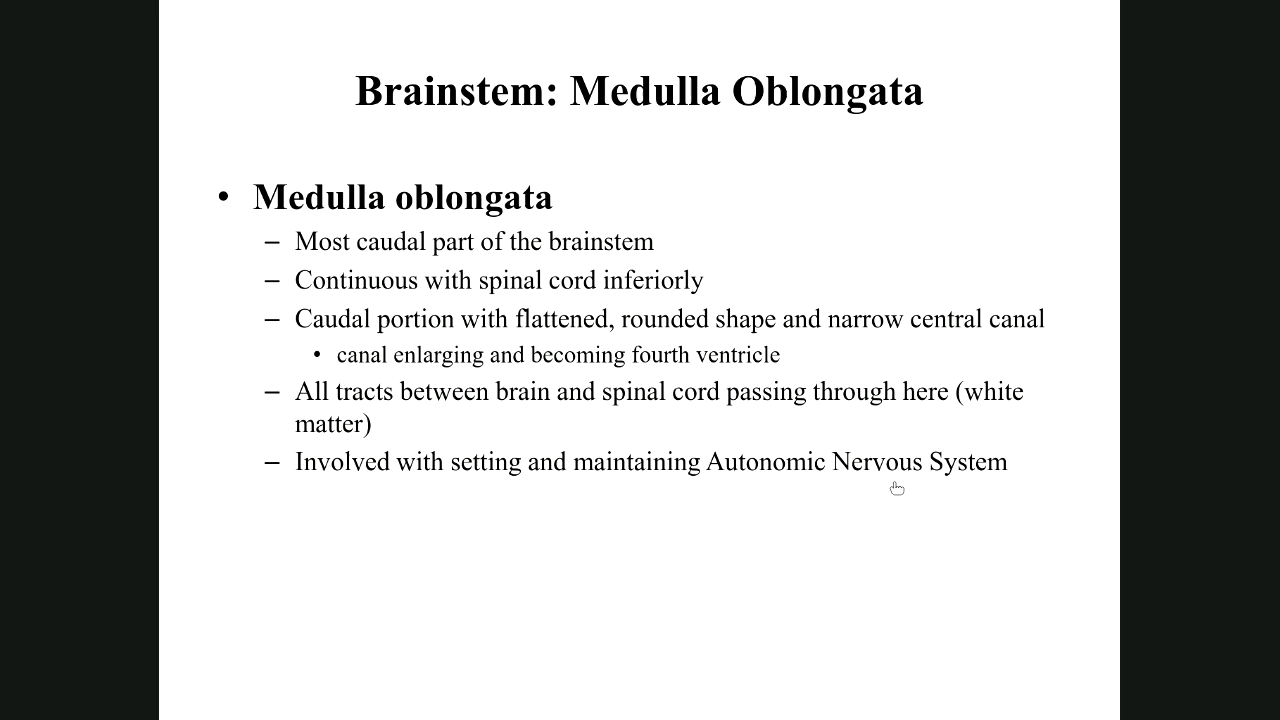 Brainstem: Medulla Oblongata
• Medulla oblongata
– Most caudal part of the brainstem
– Continuous with spinal cord inferiorly
– Caudal portion with flattened, rounded shape and narrow central canal
• canal enlarging and becoming fourth ventricle
– All tracts between brain and spinal cord passing through here (white
matter)
– Involved with setting and maintaining Autonomic Nervous System